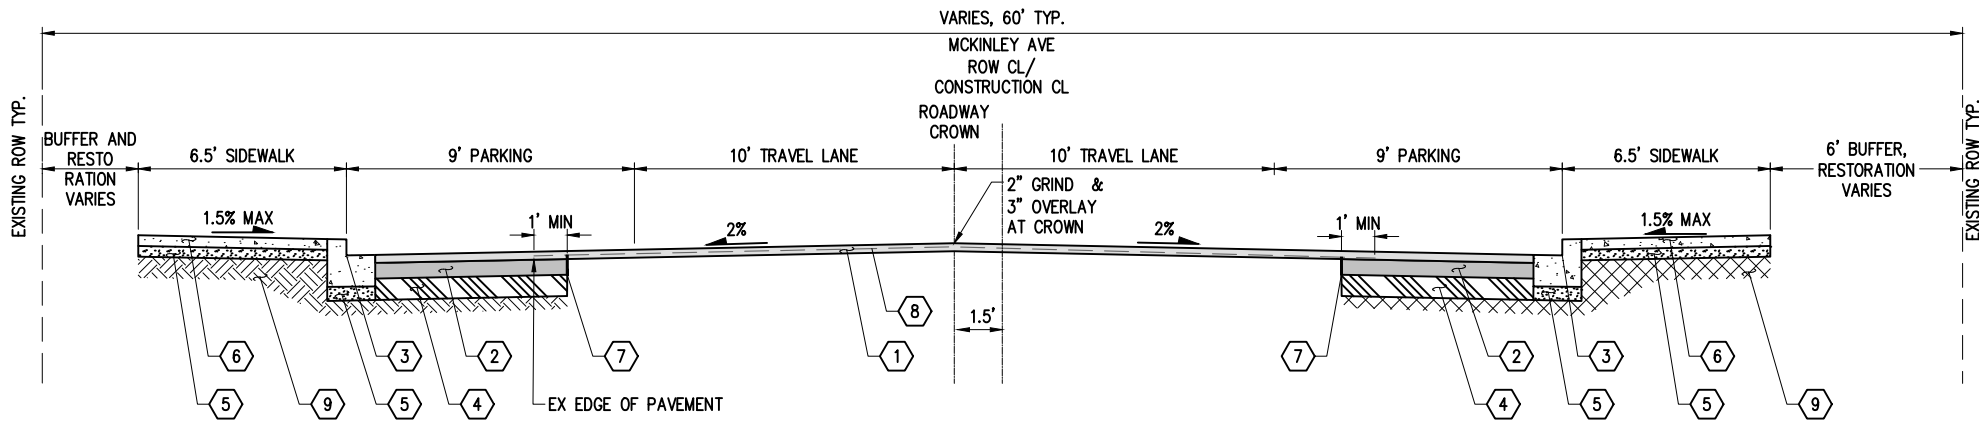 VARIES, 60' TYP.
MCKINLEY AVE
ROW CL/
CONSTRUCTION CL
ROADWAY
CROWN
EXISTING ROW TYP.
BUFFER AND
RESTO
RATION
VARIES
6.5' SIDEWALK
9' PARKING
10' TRAVEL LANE
10' TRAVEL LANE
9' PARKING
6.5' SIDEWALK
6' BUFFER,
RESTORATION
VARIES
EXISTING ROW TYP.
2" GRIND &
3" OVERLAY
AT CROWN
1.5% MAX
1' MIN
2%
2%
1' MIN
1.5% MAX
1.5'
8
6
3
2
7
1
7
2
3
6
5
9
5
4
EX EDGE OF PAVEMENT
4
5
5
9